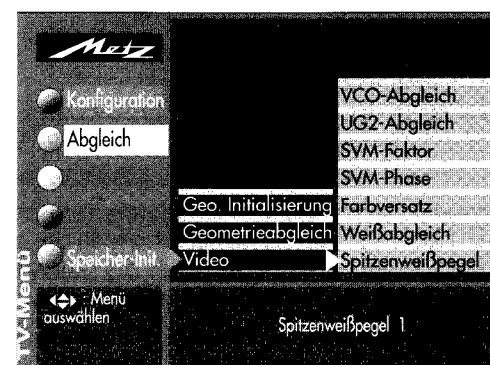 Metz
Konfiguration
Abgleich
Speicher-Init.
Geo. Initialisierung
Geometrieabgleich
Video
VCO-Abgleich
UG2-Abgleich
SVM-Faktor
SVM-Phase
Farbversatz
Weißabgleich
Spitzenweißpegel
TV-Menü
Menü
auswählen
Spitzenweißpegel 1